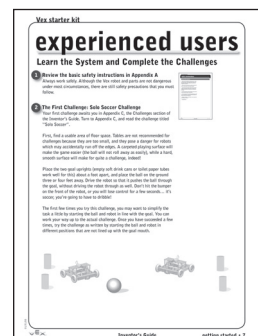 Vex starter kit
experienced users
Learn the System and Complete the Challenges
1 Review the basic safety instructions in Appendix A
Always work safely. Although the Vex robot and parts are not dangerous
under most circumstances, there are still safety precautions that you must
follow.
2 The First Challenge: Solo Soccer Challenge
Your first challenge awaits you in Appendix C, the Challenges section of
the Inventor's Guide. Turn to Appendix C, and read the challenge titled
"Solo Soccer".
First, find a usable area of floor space. Tables are not recommended for
challenges because they are too small, and they pose a danger for robots
which may accidentally run off the edges. A carpeted playing surface will
make the game easier (the ball will not roll away so easily), while a hard,
smooth surface will make for quite a challenge, indeed!
Place the two goal uprights (empty soft drink cans or toilet paper tubes
work well for this) about a foot apart, and place the ball on the ground
three or four feet away. Drive the robot so that it pushes the ball through
the goal, without driving the robot through as well. Don't hit the bumper
on the front of the robot, or you will lose control for a few seconds... it's
soccer, you're going to have to dribble!
The first few times you try this challenge, you may want to simplify the
task a little by starting the ball and robot in line with the goal. You can
work your way up to the actual challenge. Once you have succeeded a few
times, try the challenge as written by starting the ball and robot in
different positions that are not lined up with the goal mouth.
Inventor's Guide
getting started • 7